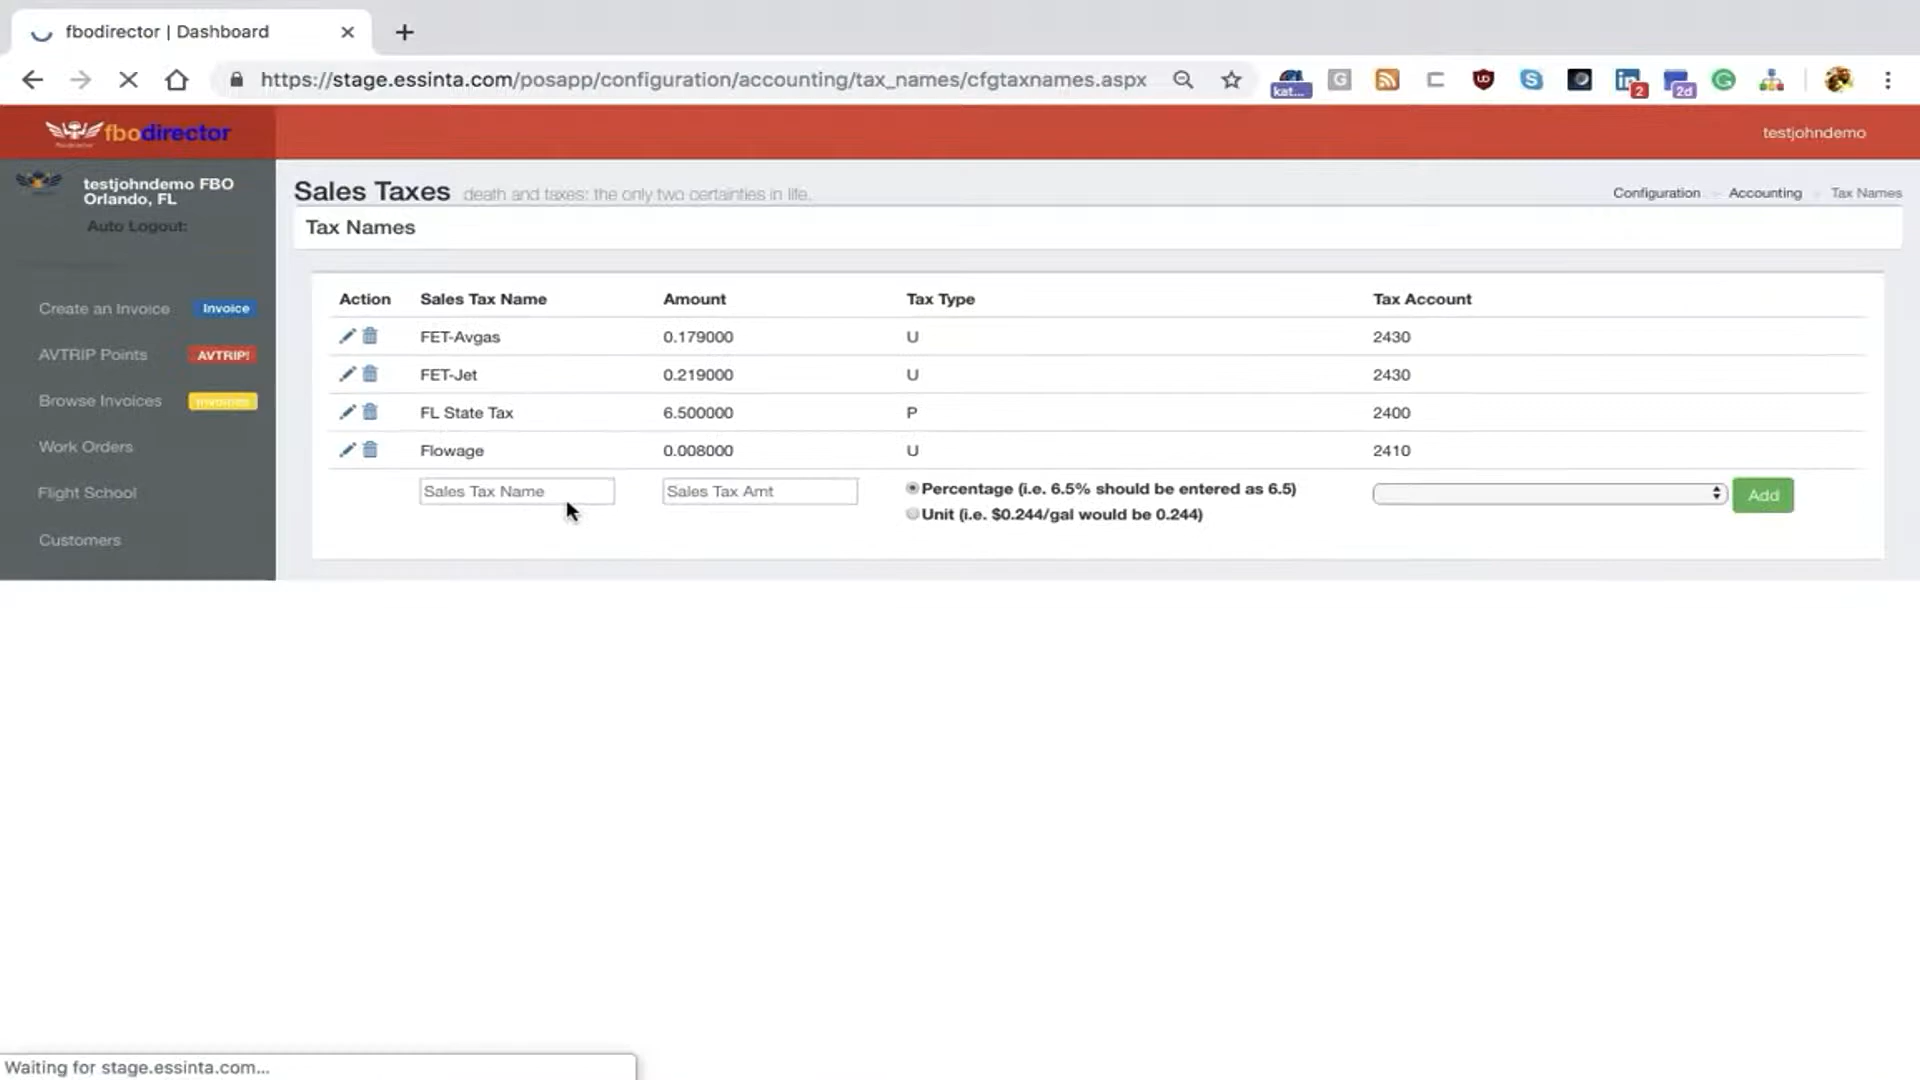 fbodirector | Dashboard
https://stage.essinta.com/posapp/configuration/accounting/tax_names/cfgtaxnames.aspx
kat...
G
2
2d
fbodirector
testjohndemo
testjohndemo FBO
Orlando, FL
Auto Logout:
Create an Invoice Invoice
AVTRIP Points AVTRIP!
Browse Invoices Invoices
Work Orders
Flight School
Customers
Sales Taxes death and taxes: the only two certainties in life.
Configuration Accounting Tax Names
Tax Names
Action Sales Tax Name Amount Tax Type Tax Account
FET-Avgas 0.179000 U 2430
FET-Jet 0.219000 U 2430
FL State Tax 6.500000 P 2400
Flowage 0.008000 U 2410
Sales Tax Name Sales Tax Amt Percentage (i.e. 6.5% should be entered as 6.5) Add
Unit (i.e. $0.244/gal would be 0.244)
Waiting for stage.essinta.com...